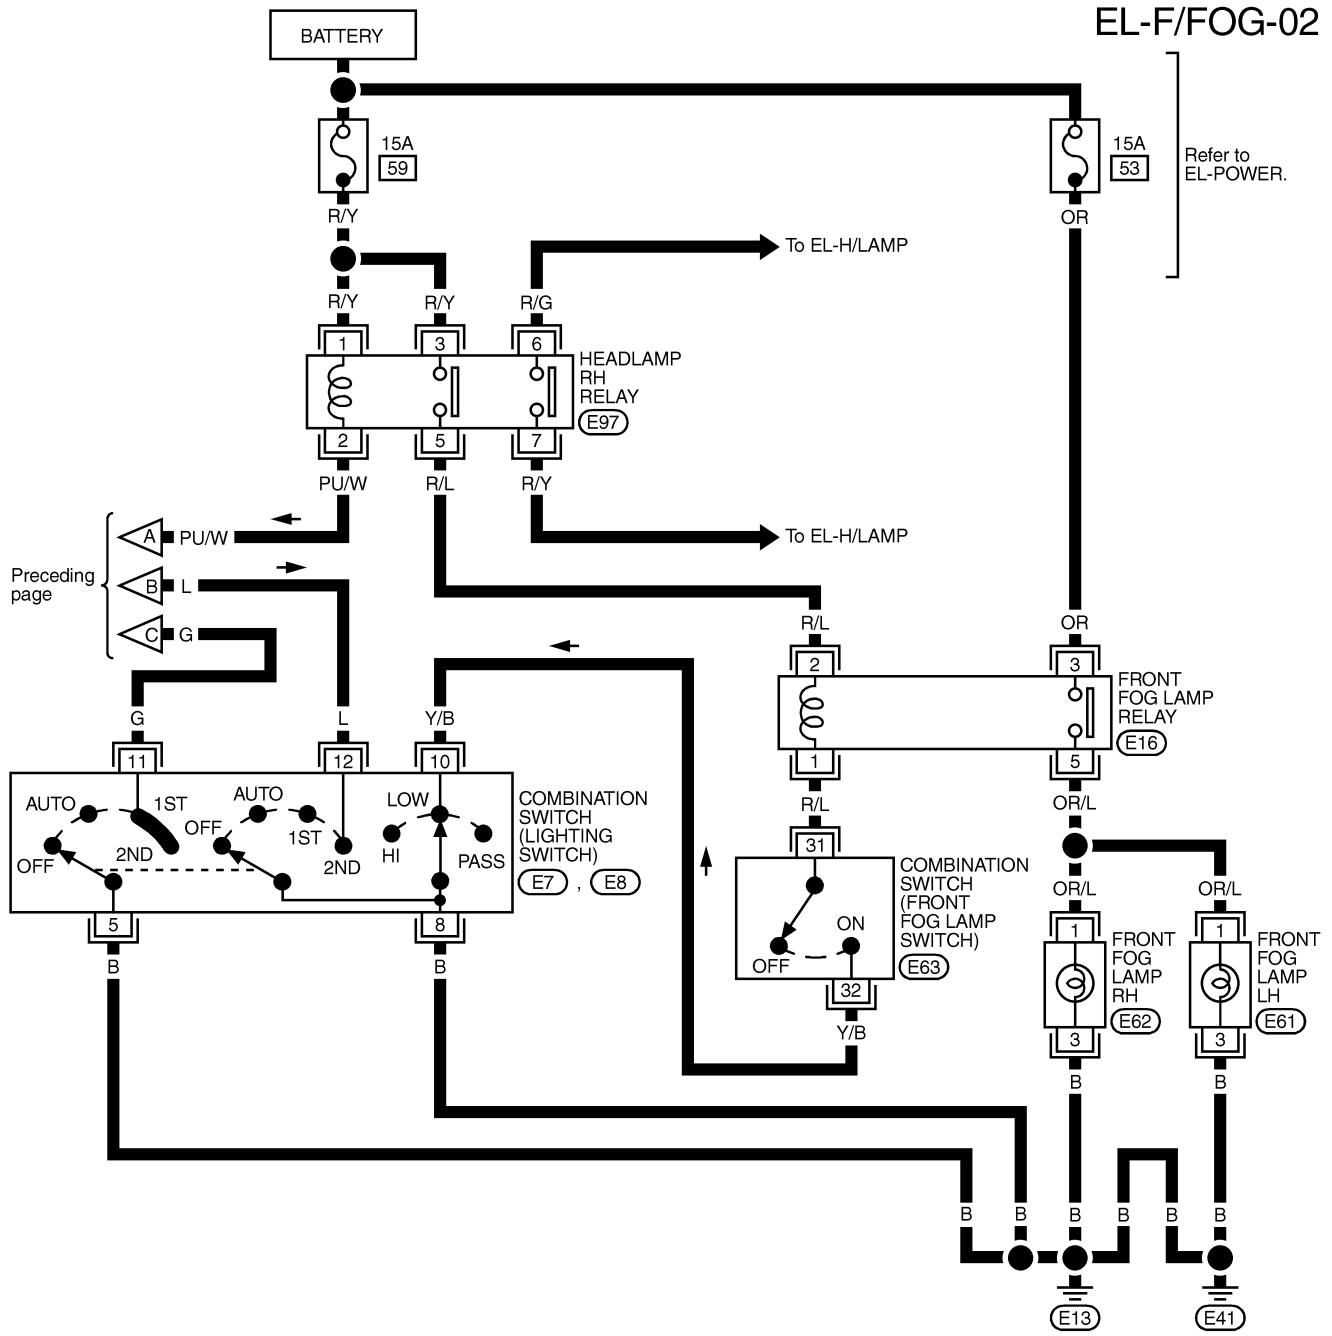 EL-F/FOG-02
BATTERY
15A
59
15A
53
Refer to
EL-POWER.
R/Y
OR
To EL-H/LAMP
R/Y
R/Y
R/G
1
3
6
HEADLAMP
RH
RELAY
E97
2
5
7
PU/W
R/L
R/Y
A
PU/W
To EL-H/LAMP
Preceding
page
B
L
C
G
R/L
OR
2
3
FRONT
FOG LAMP
RELAY
E16
G
L
Y/B
11
12
10
1
5
R/L
OR/L
AUTO
1ST
OFF
2ND
AUTO
OFF
1ST
2ND
LOW
HI
PASS
COMBINATION
SWITCH
(LIGHTING
SWITCH)
E7
,
E8
5
8
B
B
31
COMBINATION
SWITCH
(FRONT
FOG LAMP
SWITCH)
E63
ON
OFF
32
Y/B
OR/L
OR/L
1
1
FRONT
FOG
LAMP
RH
E62
FRONT
FOG
LAMP
LH
E61
3
3
B
B
B
B
B
B
B
B
E13
E41